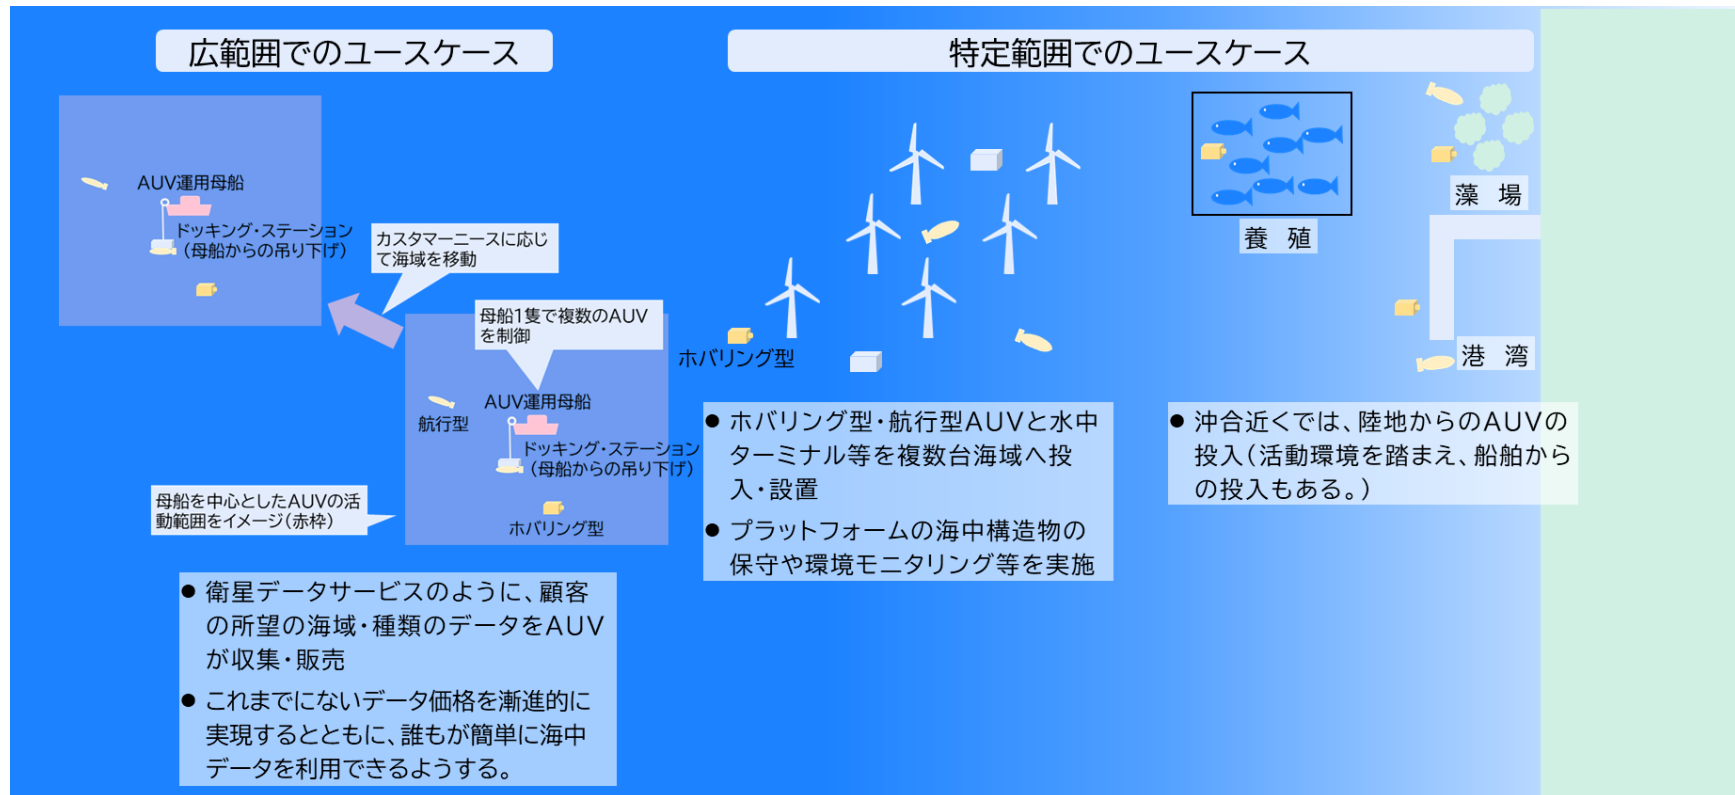 広範囲でのユースケース
特定範囲でのユースケース
AUV運用母船
ドッキング・ステーション
(母船からの吊り下げ)
カスタマーニースに応じ
て海域を移動
母船1隻で複数のAUV
を制御
AUV運用母船
航行型
ドッキング・ステーション
(母船からの吊り下げ)
ホバリング型
母船を中心としたAUVの活
動範囲をイメージ(赤枠)
● 衛星データサービスのように、顧客
の所望の海域・種類のデータをAUV
が収集・販売
● これまでにないデータ価格を漸進的に
実現するとともに、誰もが簡単に海中
データを利用できるようする。
ホバリング型
● ホバリング型・航行型AUVと水中
ターミナル等を複数台海域へ投
入・設置
● プラットフォームの海中構造物の
保守や環境モニタリング等を実施
養 殖
藻 場
港 湾
● 沖合近くでは、陸地からのAUVの
投入(活動環境を踏まえ、船舶から
の投入もある。)